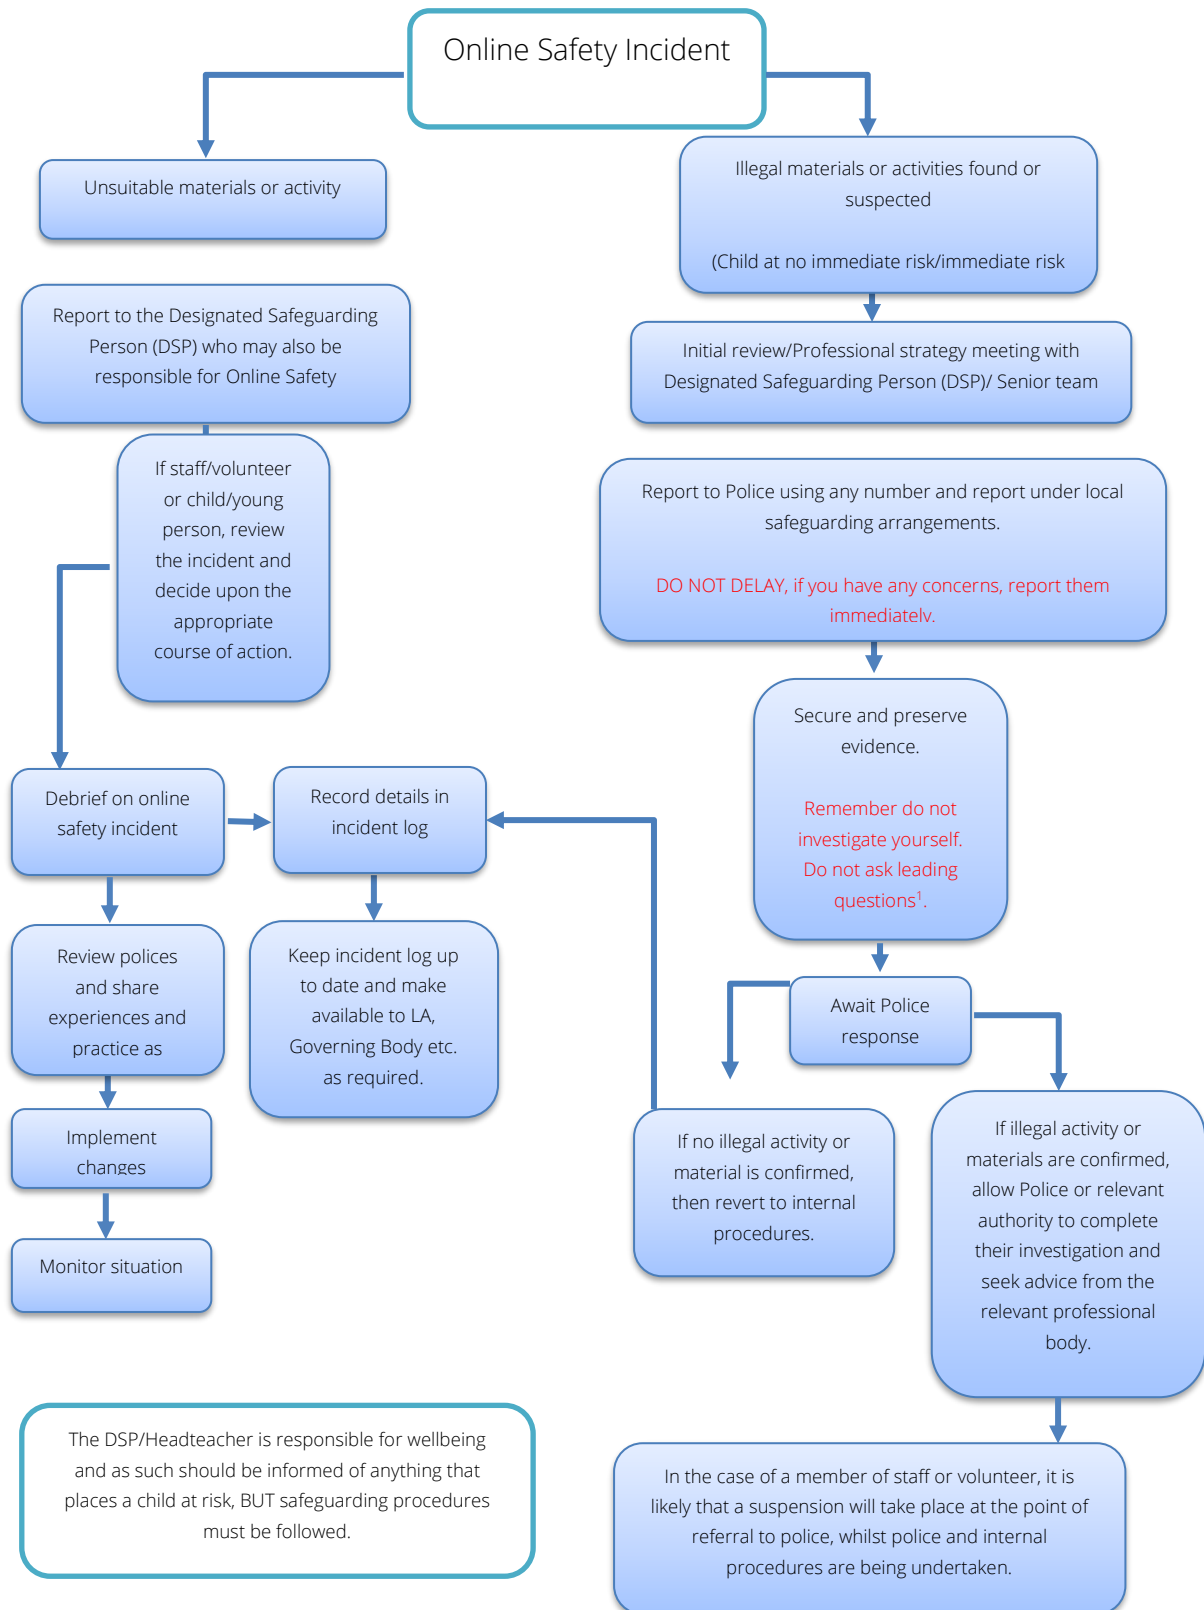 Online Safety Incident
Unsuitable materials or activity
Report to the Designated Safeguarding
Person (DSP) who may also be
responsible for Online Safety
If staff/volunteer
or child/young
person, review
the incident and
decide upon the
appropriate
course of action.
Debrief on online
safety incident
Record details in
incident log
Review polices
and share
experiences and
practice as
Keep incident log up
to date and make
available to LA,
Governing Body etc.
as required.
Implement
changes
Monitor situation
Illegal materials or activities found or
suspected
(Child at no immediate risk/immediate risk
Initial review/Professional strategy meeting with
Designated Safeguarding Person (DSP)/ Senior team
Report to Police using any number and report under local
safeguarding arrangements.
DO NOT DELAY, if you have any concerns, report them
immediately.
Secure and preserve
evidence.
Remember do not
investigate yourself.
Do not ask leading
questions¹.
Await Police
response
If no illegal activity or
material is confirmed,
then revert to internal
procedures.
If illegal activity or
materials are confirmed,
allow Police or relevant
authority to complete
their investigation and
seek advice from the
relevant professional
body.
The DSP/Headteacher is responsible for wellbeing
and as such should be informed of anything that
places a child at risk, BUT safeguarding procedures
must be followed.
In the case of a member of staff or volunteer, it is
likely that a suspension will take place at the point of
referral to police, whilst police and internal
procedures are being undertaken.